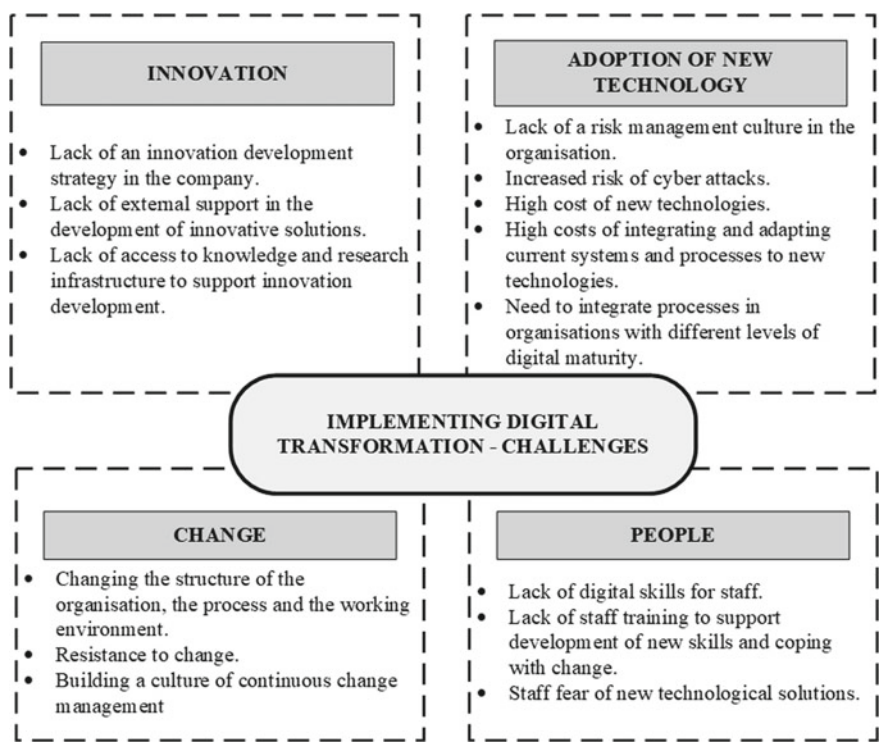 INNOVATION
• Lack of an innovation development
strategy in the company.
• Lack of external support in the
development of innovative solutions.
• Lack of access to knowledge and research
infrastructure to support innovation
development.
ADOPTION OF NEW
TECHNOLOGY
• Lack of a risk management culture in the
organisation.
• Increased risk of cyber attacks.
• High cost of new technologies.
• High costs of integrating and adapting
current systems and processes to new
technologies.
• Need to integrate processes in
organisations with different levels of
digital maturity.
IMPLEMENTING DIGITAL
TRANSFORMATION - CHALLENGES
CHANGE
• Changing the structure of the
organisation, the process and the working
environment.
• Resistance to change.
• Building a culture of continuous change
management
PEOPLE
• Lack of digital skills for staff.
• Lack of staff training to support
development of new skills and coping
with change.
• Staff fear of new technological solutions.